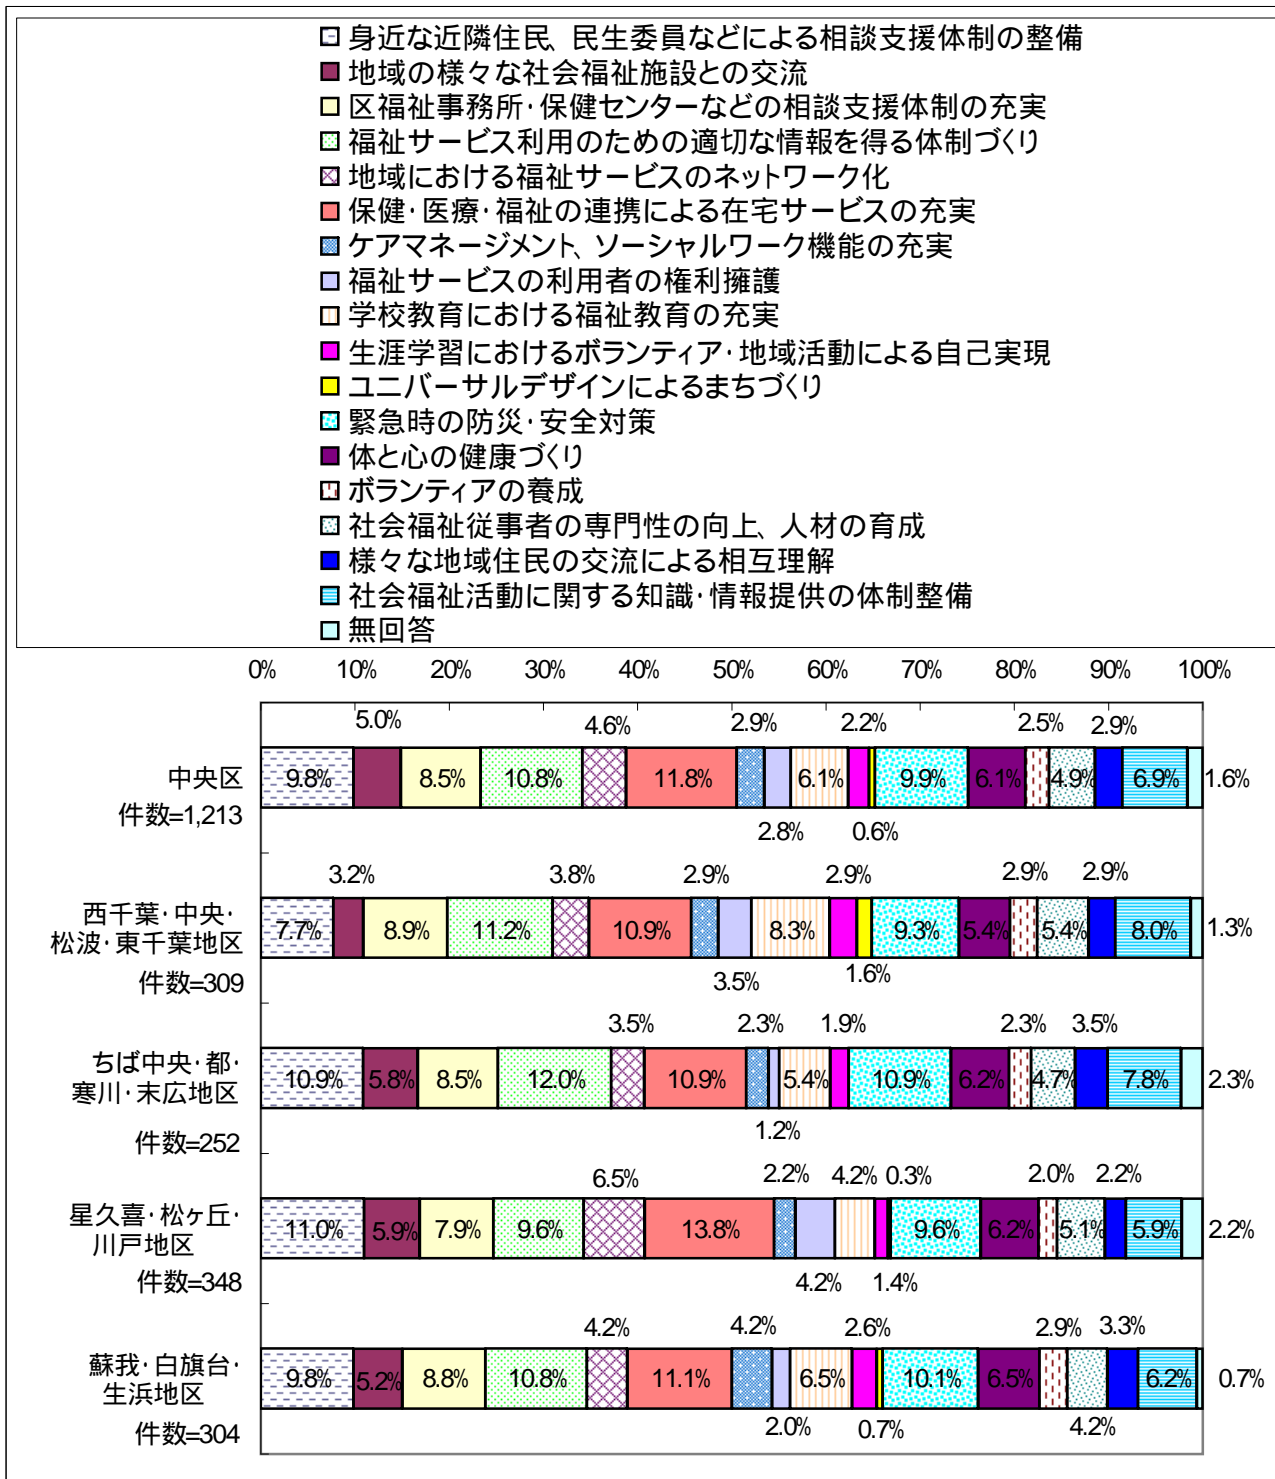 身近な近隣住民、民生委員などによる相談支援体制の整備
地域の様々な社会福祉施設との交流
区福祉事務所・保健センターなどの相談支援体制の充実
福祉サービス利用のための適切な情報を得る体制づくり
地域における福祉サービスのネットワーク化
保健・医療・福祉の連携による在宅サービスの充実
ケアマネージメント、ソーシャルワーク機能の充実
福祉サービスの利用者の権利擁護
学校教育における福祉教育の充実
生涯学習におけるボランティア・地域活動による自己実現
ユニバーサルデザインによるまちづくり
緊急時の防災・安全対策
体と心の健康づくり
ボランティアの養成
社会福祉従事者の専門性の向上、人材の育成
様々な地域住民の交流による相互理解
社会福祉活動に関する知識・情報提供の体制整備
無回答
0% 10% 20% 30% 40% 50% 60% 70% 80% 90% 100%
5.0% 4.6% 2.9% 2.2% 2.5% 2.9%
中央区 9.8% 8.5% 10.8% 11.8% 6.1% 9.9% 6.1% 4.9% 6.9% 1.6%
件数=1,213 2.8% 0.6%
3.2% 3.8% 2.9% 2.9% 2.9% 2.9%
西千葉・中央・
松波・東千葉地区 7.7% 8.9% 11.2% 10.9% 8.3% 9.3% 5.4% 5.4% 8.0% 1.3%
件数=309 3.5% 1.6%
3.5% 2.3% 1.9% 2.3% 3.5%
ちば中央・都・
寒川・末広地区 10.9% 5.8% 8.5% 12.0% 10.9% 5.4% 10.9% 6.2% 4.7% 7.8% 2.3%
件数=252 1.2%
6.5% 2.2% 4.2% 0.3% 2.0% 2.2%
星久喜・松ヶ丘・
川戸地区 11.0% 5.9% 7.9% 9.6% 13.8% 9.6% 6.2% 5.1% 5.9% 2.2%
件数=348 4.2% 1.4%
4.2% 4.2% 2.6% 2.9% 3.3%
蘇我・白旗台・
生浜地区 9.8% 5.2% 8.8% 10.8% 11.1% 6.5% 10.1% 6.5% 6.2% 0.7%
件数=304 2.0% 0.7% 4.2%